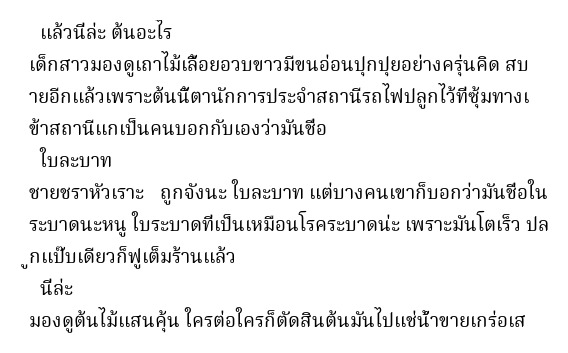 แล้วนี่ล่ะ ต้นอะไร
เด็กสาวมองดูเถาไม้เลื้อยอวบขาวมีขนอ่อนปุกปุยอย่างครุ่นคิด สบ
ายอีกแล้วเพราะต้นนี้ตานักการประจำสถานีรถไฟปลูกไว้ที่ซุ้มทางเ
ข้าสถานีแกเป็นคนบอกกับเองว่ามันชื่อ
ใบละบาท
ชายชราหัวเราะ ถูกจังนะ ใบละบาท แต่บางคนเขาก็บอกว่ามันชื่อใน
ระบาดนะหนู ใบระบาดที่เป็นเหมือนโรคระบาดน่ะ เพราะมันโตเร็ว ปล
ูกแป๊บเดียวก็ฟูเต็มร้านแล้ว
นี่ล่ะ
มองดูต้นไม้แสนคุ้น ใครต่อใครก็ตัดสินต้นมันไปแช่น้ำขายเกร่อเส